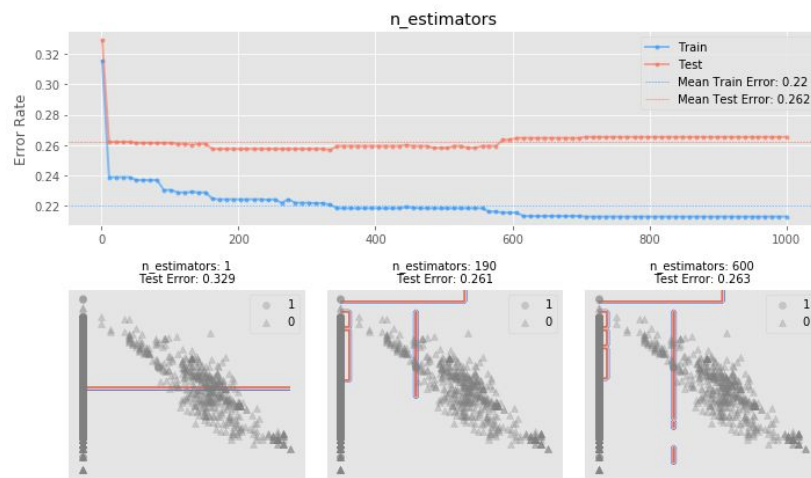 n_estimators
Error Rate
0.32
0.30
0.28
0.26
0.24
0.22
0
200
400
600
800
1000
Train
Test
Mean Train Error: 0.22
Mean Test Error: 0.262
n_estimators: 1
Test Error: 0.329
1
0
n_estimators: 190
Test Error: 0.261
1
0
n_estimators: 600
Test Error: 0.263
1
0